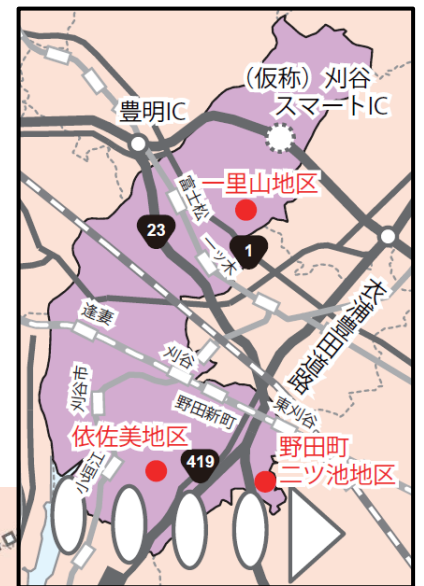 （仮称）刈谷
スマートIC
豊明IC
一里山地区
富士松
23
1
一ツ木
衣浦豊田道路
逢妻
刈谷
刈谷市
野田新町
東刈谷
依佐美地区
419
野田町
二ツ池地区
小垣江